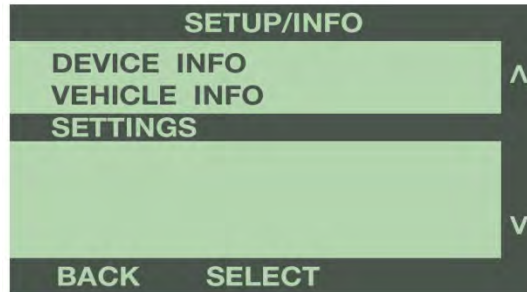 SETUP/INFO
DEVICE INFO
VEHICLE INFO
SETTINGS
BACK SELECT